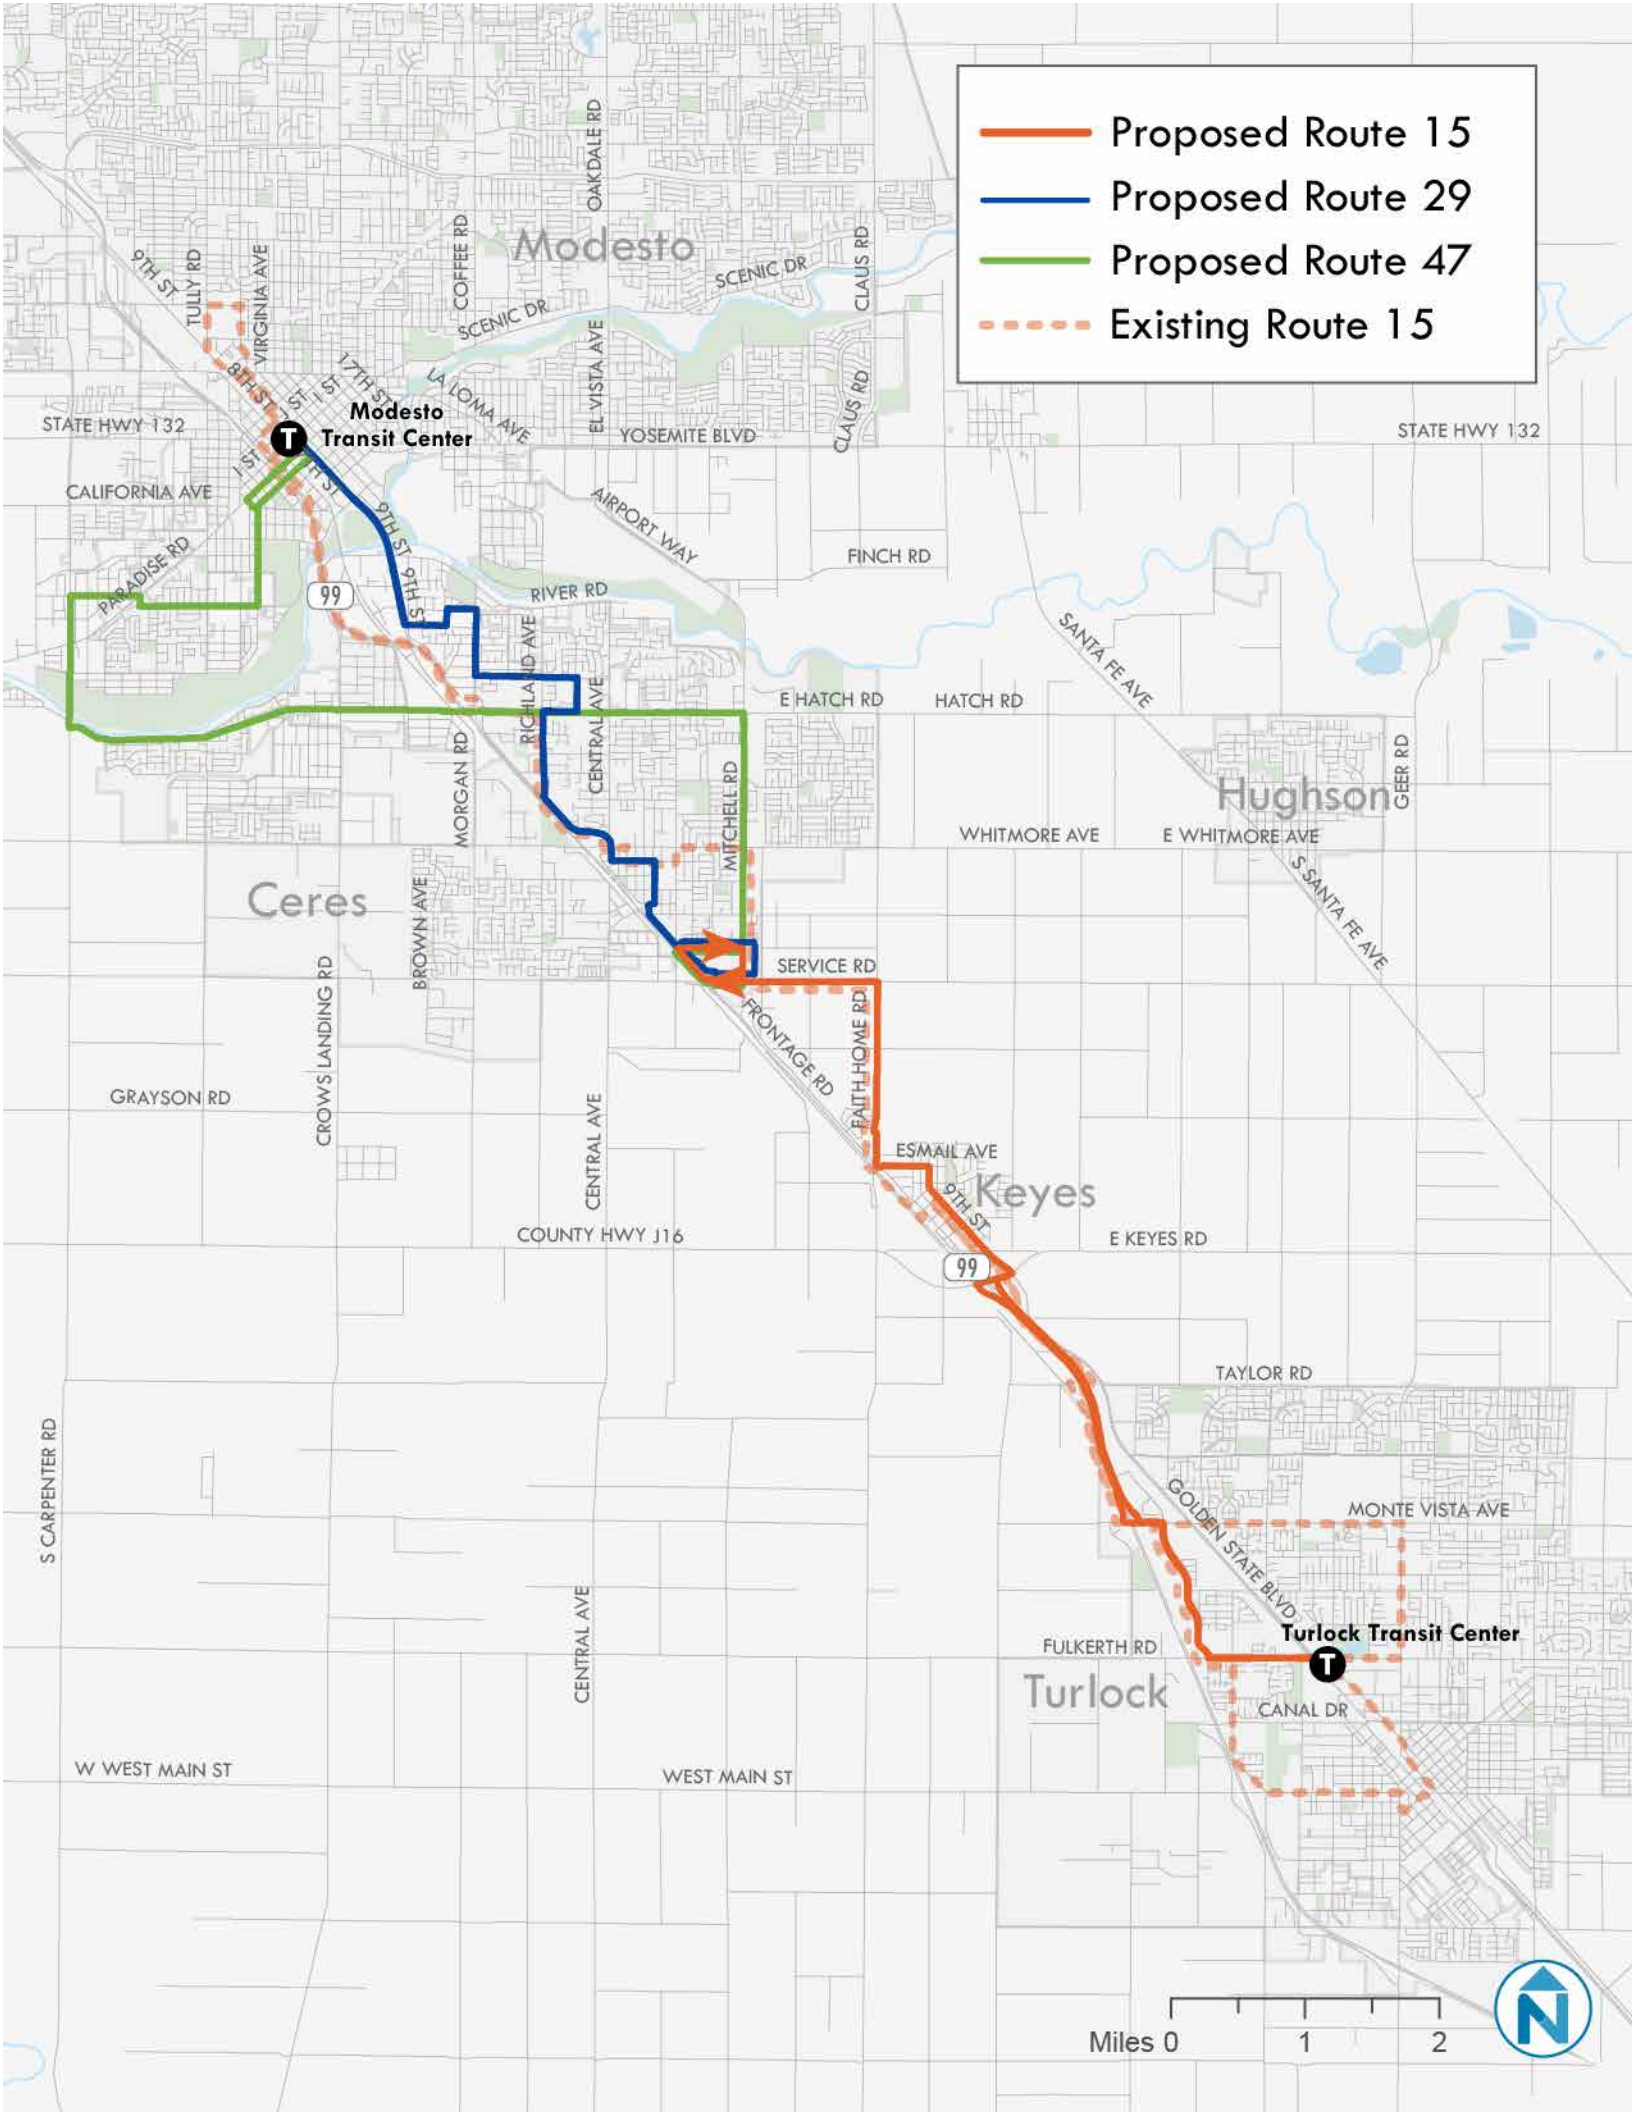 Proposed Route 15
Proposed Route 29
Proposed Route 47
Existing Route 15
OAKDALE RD
COFFEE RD
Modesto
SCENIC DR
CLAUS RD
9TH ST
TULLY RD
VIRGINIA AVE
SCENIC DR
EL VISTA AVE
8TH ST
17TH ST
I ST
ST
LA LOMA AVE
CLAUS RD
Modesto
Transit Center
T
STATE HWY 132
YOSEMITE BLVD
STATE HWY 132
I ST
CALIFORNIA AVE
AIRPORT WAY
9TH ST
FINCH RD
PARADISE RD
9TH ST
99
RIVER RD
SANTA FE AVE
RICHLAND AVE
CENTRAL AVE
E HATCH RD
HATCH RD
MORGAN RD
MITCHELL RD
Hughson
GEER RD
WHITMORE AVE
E WHITMORE AVE
S SANTA FE AVE
Ceres
BROWN AVE
CROWS LANDING RD
SERVICE RD
FRONTAGE RD
FAITH HOME RD
GRAYSON RD
CENTRAL AVE
ESMAIL AVE
Keyes
9TH ST
COUNTY HWY J16
E KEYES RD
99
TAYLOR RD
S CARPENTER RD
GOLDEN STATE BLVD
MONTE VISTA AVE
CENTRAL AVE
FULKERTH RD
Turlock Transit Center
T
Turlock
CANAL DR
W WEST MAIN ST
WEST MAIN ST
Miles 0 1 2
N